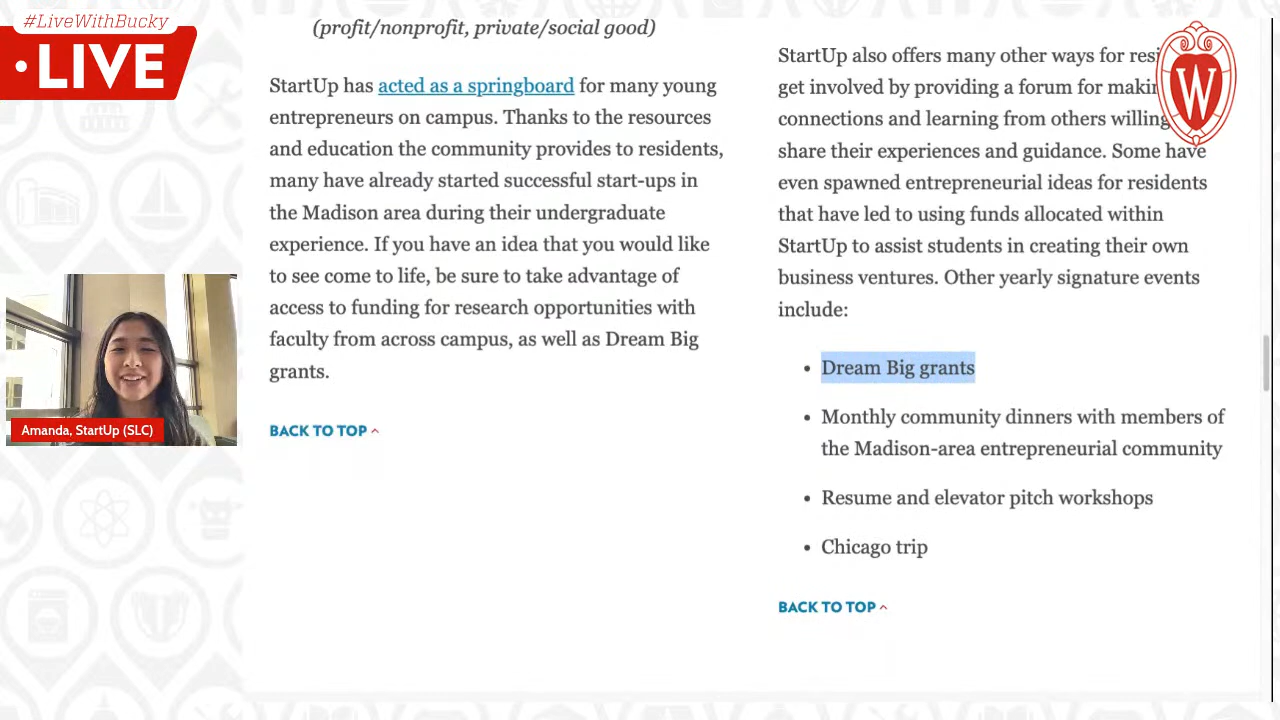 #LiveWithBucky
LIVE
(profit/nonprofit, private/social good)
StartUp has acted as a springboard for many young
entrepreneurs on campus. Thanks to the resources
and education the community provides to residents,
many have already started successful start-ups in
the Madison area during their undergraduate
experience. If you have an idea that you would like
to see come to life, be sure to take advantage of
access to funding for research opportunities with
faculty from across campus, as well as Dream Big
grants.
BACK TO TOP
StartUp also offers many other ways for
get involved by providing a forum for
connections and learning from others willing
share their experiences and guidance. Some have
even spawned entrepreneurial ideas for residents
that have led to using funds allocated within
StartUp to assist students in creating their own
business ventures. Other yearly signature events
include:
• Dream Big grants
• Monthly community dinners with members of
the Madison-area entrepreneurial community
• Resume and elevator pitch workshops
• Chicago trip
BACK TO TOP
W
Amanda, StartUp (SLC)